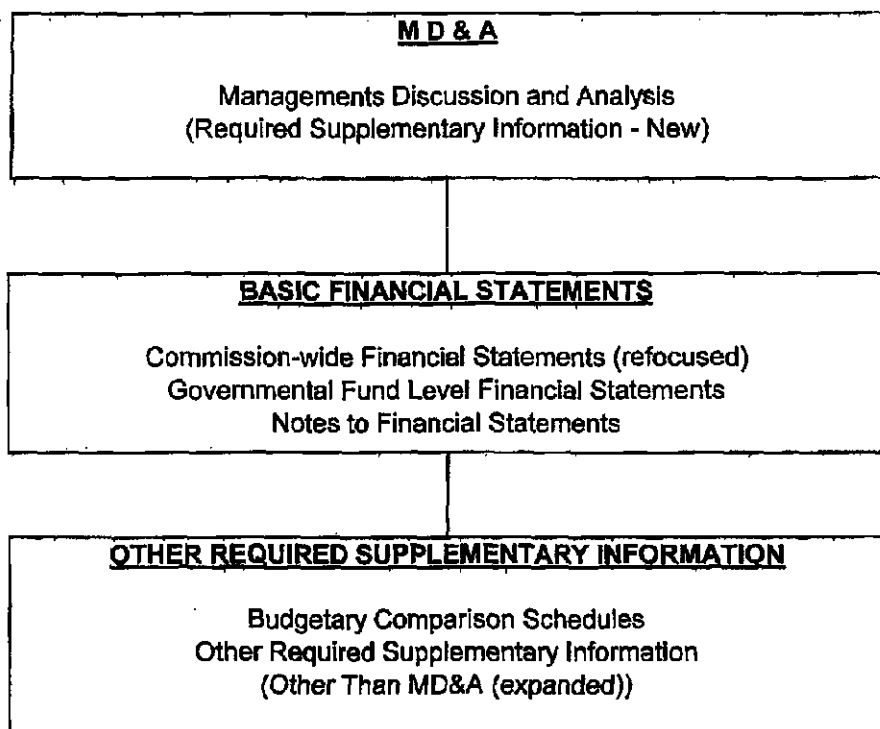 M D & A
Managements Discussion and Analysis
(Required Supplementary Information - New)
BASIC FINANCIAL STATEMENTS
Commission-wide Financial Statements (refocused)
Governmental Fund Level Financial Statements
Notes to Financial Statements
OTHER REQUIRED SUPPLEMENTARY INFORMATION
Budgetary Comparison Schedules
Other Required Supplementary Information
(Other Than MD&A (expanded))